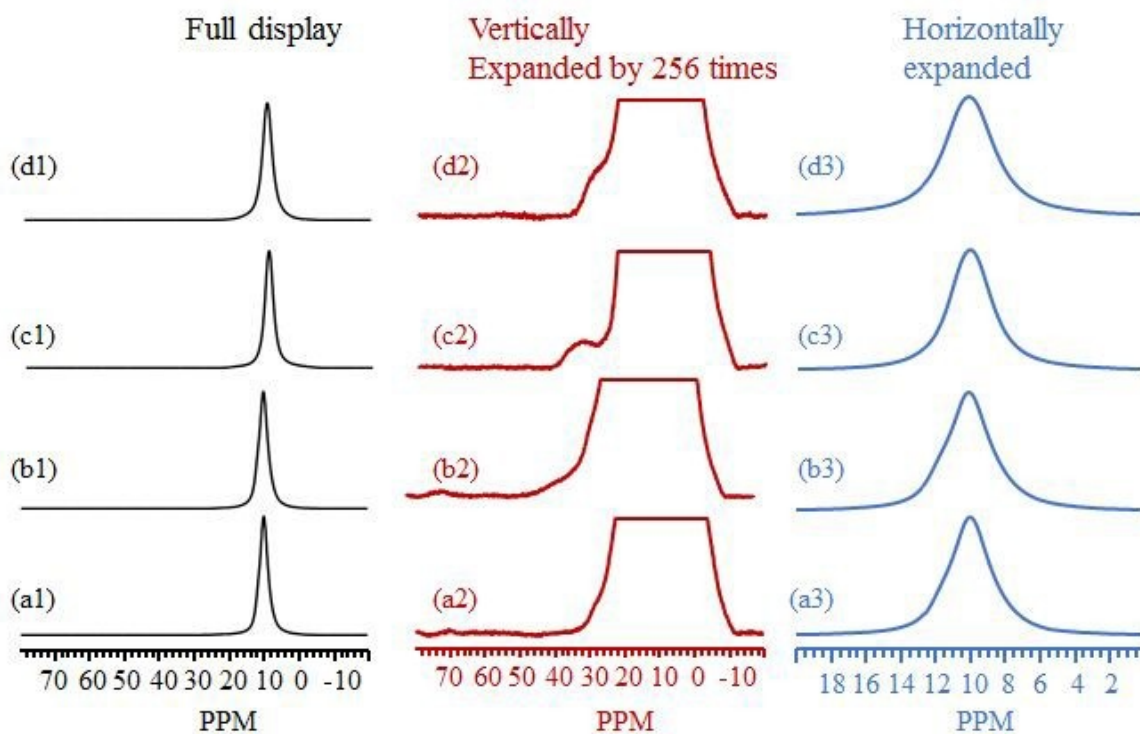 Full display
Vertically
Expanded by 256 times
Horizontally
expanded
(d1)
(d2)
(d3)
(c1)
(c2)
(c3)
(b1)
(b2)
(b3)
(a1)
(a2)
(a3)
70 60 50 40 30 20 10 0 -10
70 60 50 40 30 20 10 0 -10
18 16 14 12 10 8 6 4 2
PPM
PPM
PPM